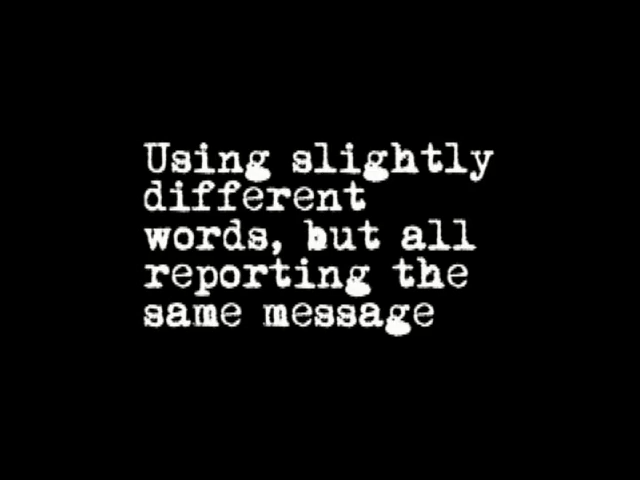 Using slightly
different
words, but all
reporting the
same message